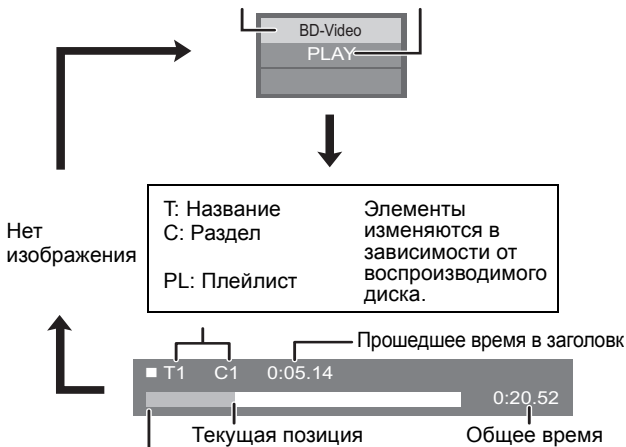 BD-Video
PLAY
Нет
изображения
T: Название
C: Раздел
PL: Плейлист
Элементы
изменяются в
зависимости от
воспроизводимого
диска.
Прошедшее время в заголовк
T1 C1 0:05.14
0:20.52
Текущая позиция
Общее время